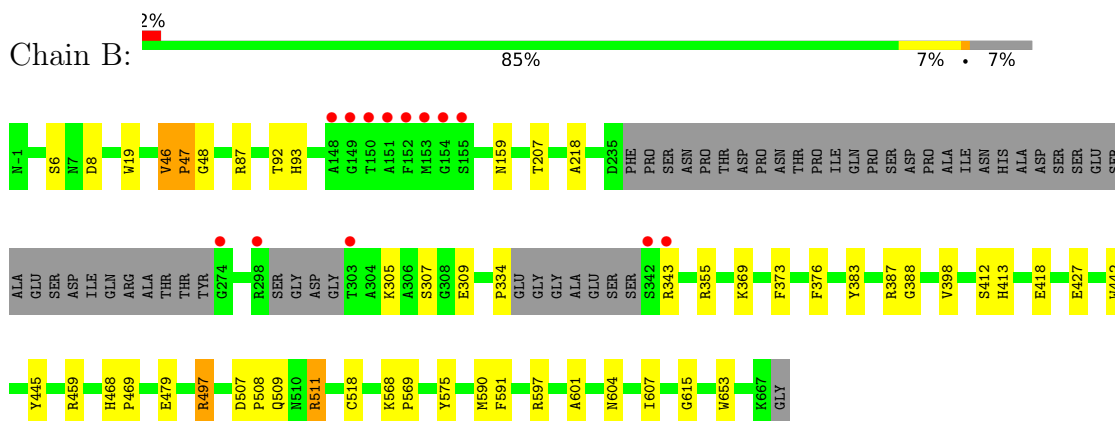 2%
Chain B:
85% 7% • 7%
N-1 S6 N7 D8 W19 V46 P47 G48 R87 T92 H93 A148 G149 T150 A151 F152 M153 G154 S155 N159 T207 A218 D235 PHE PRO SER ASN PRO THR ASP PRO ASN THR PRO ILE GLN PRO SER ASP PRO ALA ILE ASN HIS ALA ASP SER SER GLU SER
ALA GLU SER ASP ILE GLN ARG ALA THR THR TYR G274 R298 SER GLY ASP GLY T303 A304 K305 A306 S307 G308 E309 P334 GLU GLY GLY ALA GLU SER SER S342 R343 R355 K369 F373 F376 Y383 R387 G388 V398 S412 H413 E418 E427 H442
Y445 R459 H468 P469 E479 R497 D507 P508 Q509 N510 R511 C518 K568 P569 Y575 M590 F591 R597 A601 N604 I607 G615 W653 K667 GLY